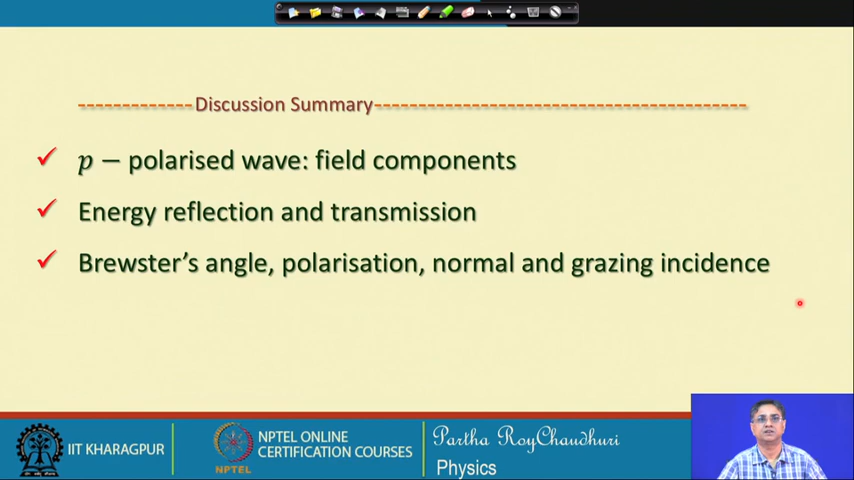 -------------Discussion Summary------------------------------------------
✓ p – polarised wave: field components
✓ Energy reflection and transmission
✓ Brewster's angle, polarisation, normal and grazing incidence
IIT KHARAGPUR
NPTEL
NPTEL ONLINE
CERTIFICATION COURSES
Partha RoyChaudhuri
Physics